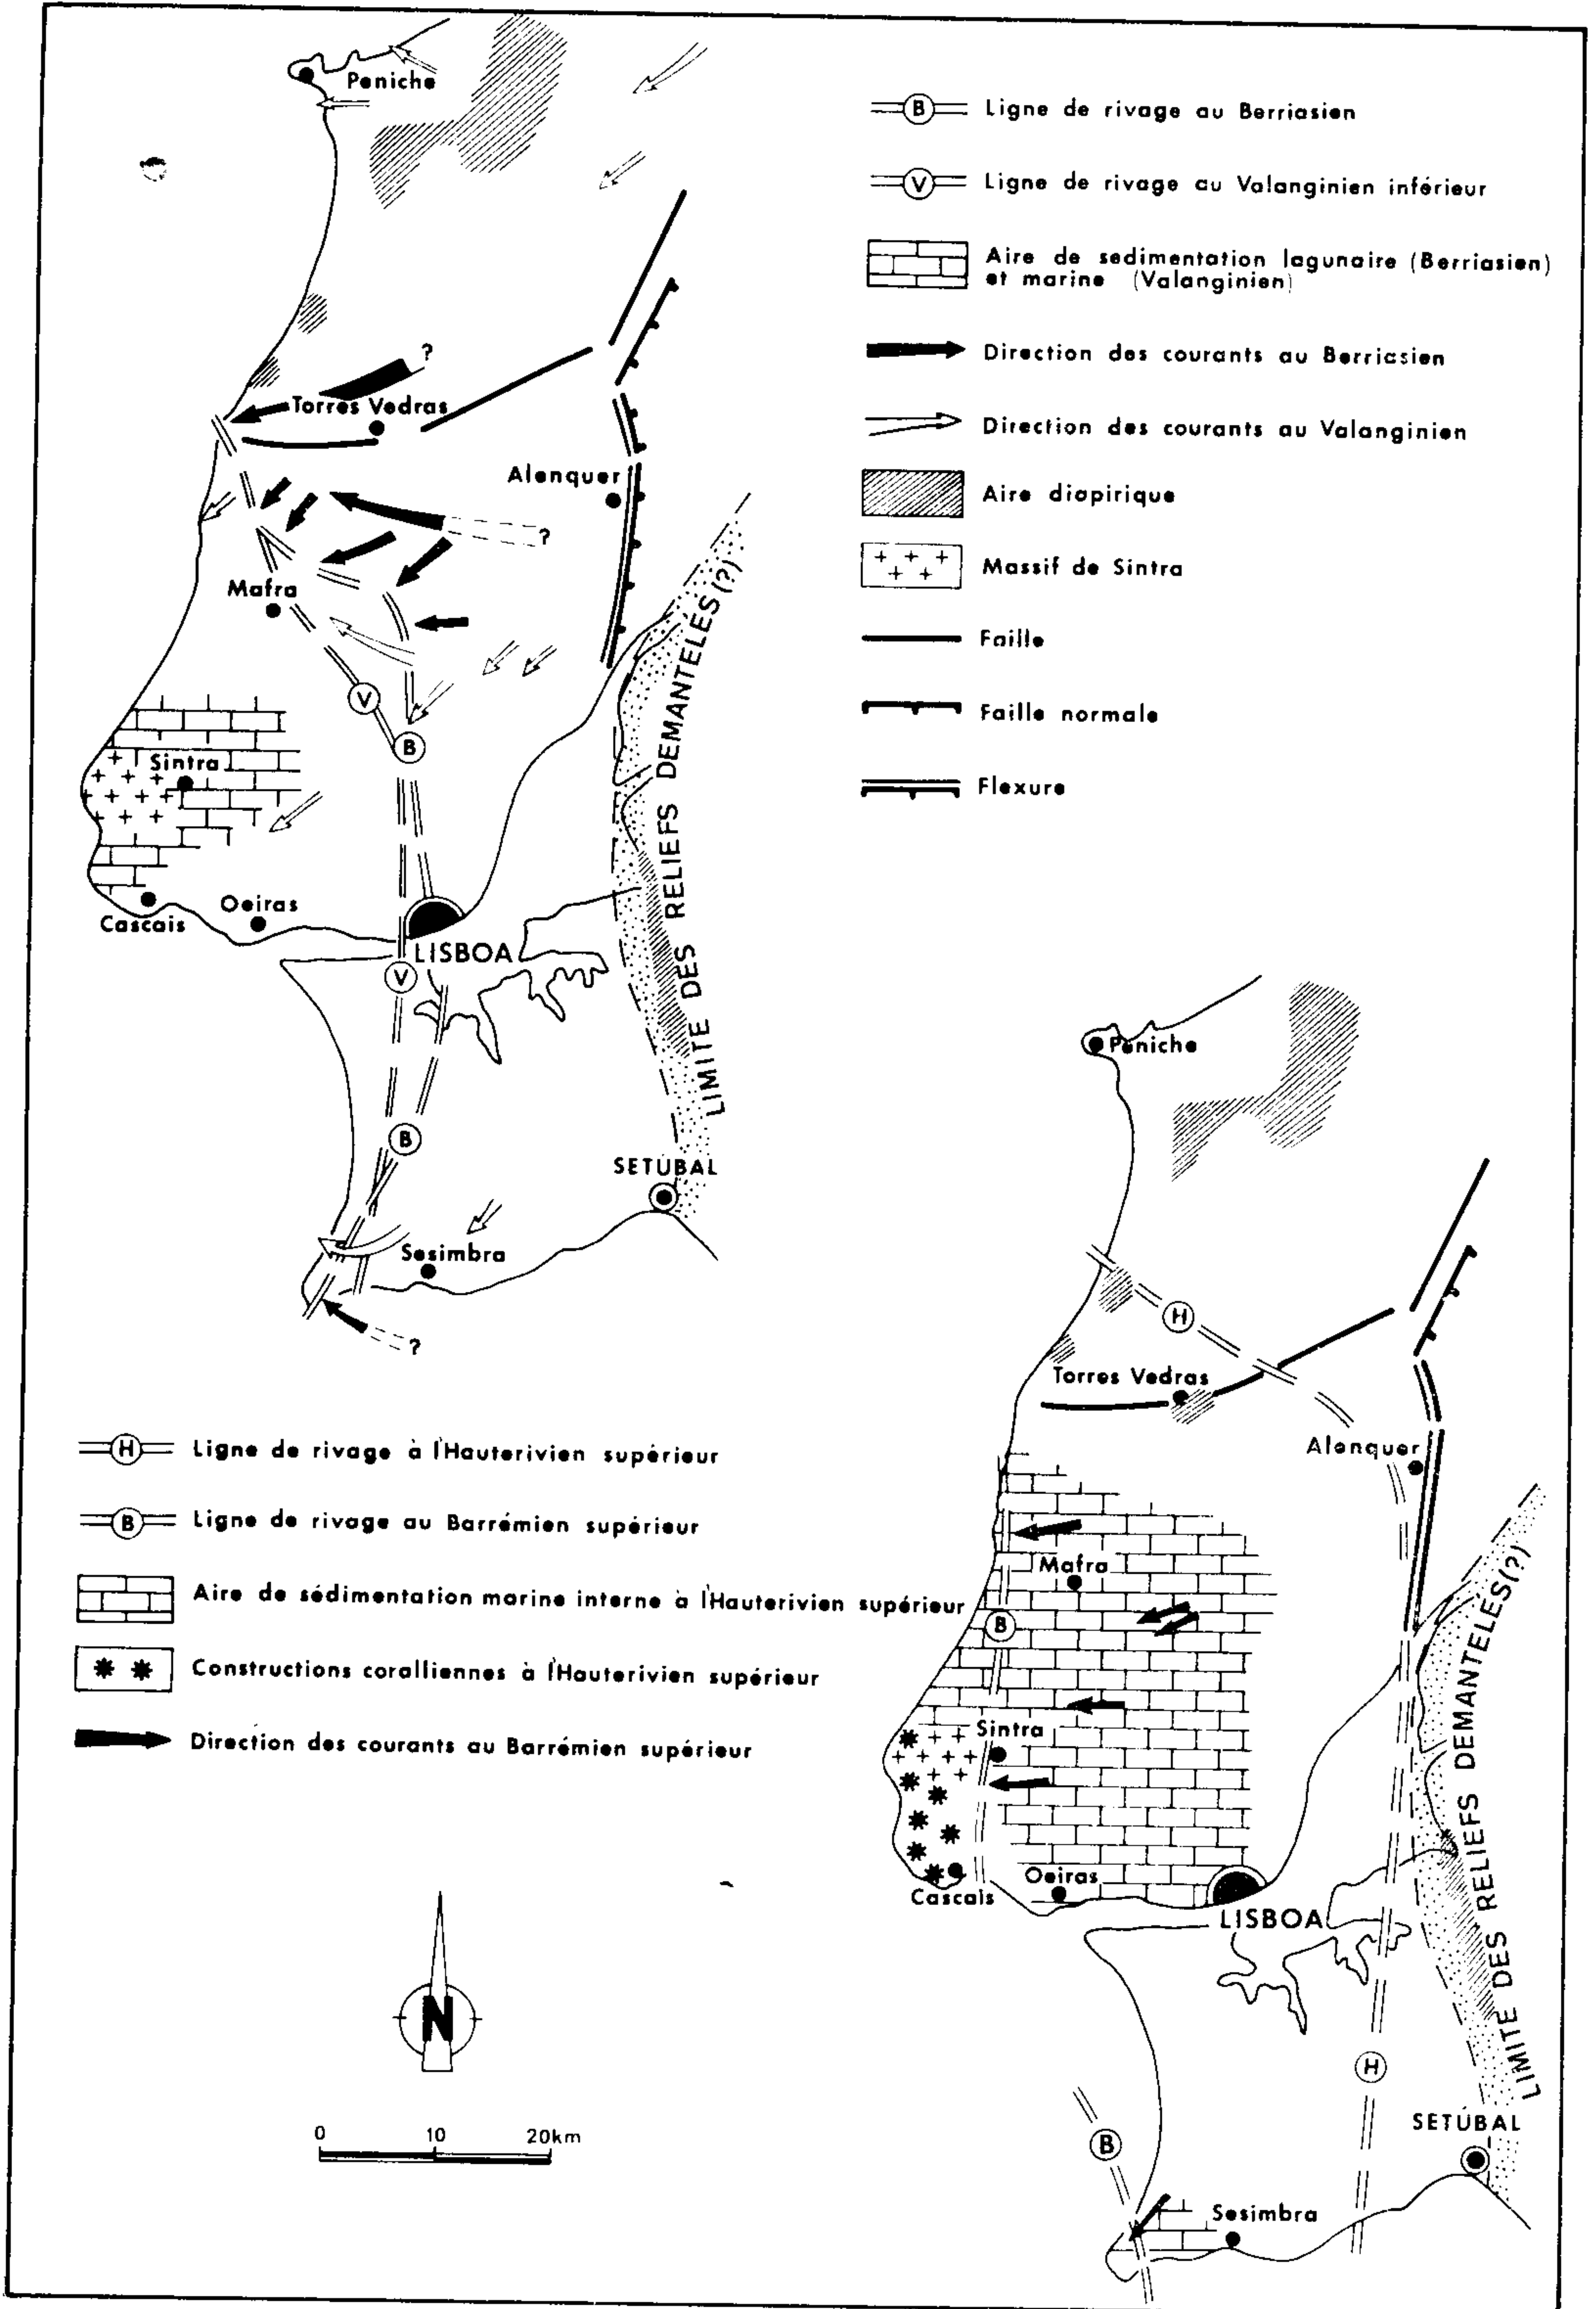 Peniche
?
Torres Vedras
Alenquer
?
Mafra
V
B
Sintra
Cascais
Oeiras
LISBOA
V
B
SETÚBAL
Sesimbra
?
LIMITE DES RELIEFS DEMANTELÉS(?)
B Ligne de rivage au Berriasien
V Ligne de rivage au Valanginien inférieur
Aire de sedimentation lagunaire (Berriasien)
et marine (Valanginien)
Direction des courants au Berriasien
Direction des courants au Valanginien
Aire diapirique
Massif de Sintra
Faille
Faille normale
Flexure
H Ligne de rivage à l'Hauterivien supérieur
B Ligne de rivage au Barrémien supérieur
Aire de sédimentation marine interne à l'Hauterivien supérieur
Constructions coralliennes à l'Hauterivien supérieur
Direction des courants au Barrémien supérieur
N
0 10 20km
Peniche
H
Torres Vedras
Alenquer
Mafra
B
Sintra
Cascais
Oeiras
LISBOA
H
B
SETÚBAL
Sesimbra
LIMITE DES RELIEFS DEMANTELES(?)